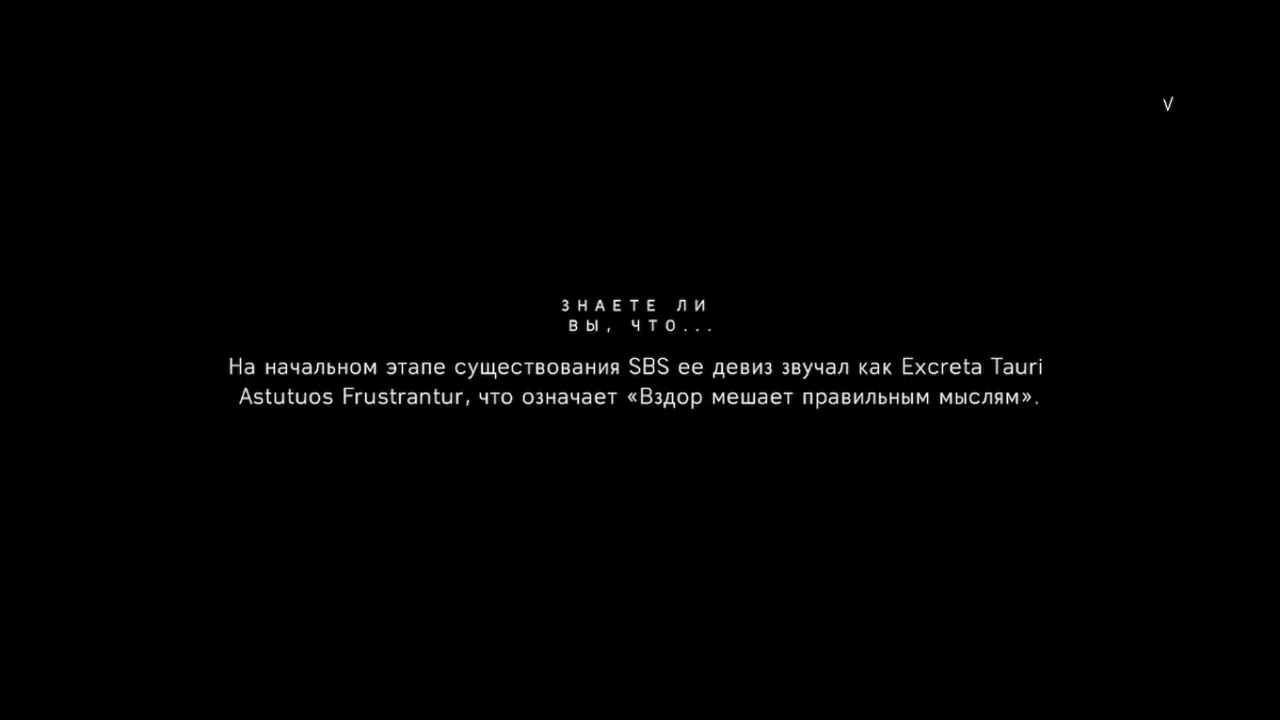 V
ЗНАЕТЕ ЛИ
ВЫ, ЧТО...
На начальном этапе существования SBS ее девиз звучал как Excreta Tauri
Astutuos Frustrantur, что означает «Вздор мешает правильным мыслям».